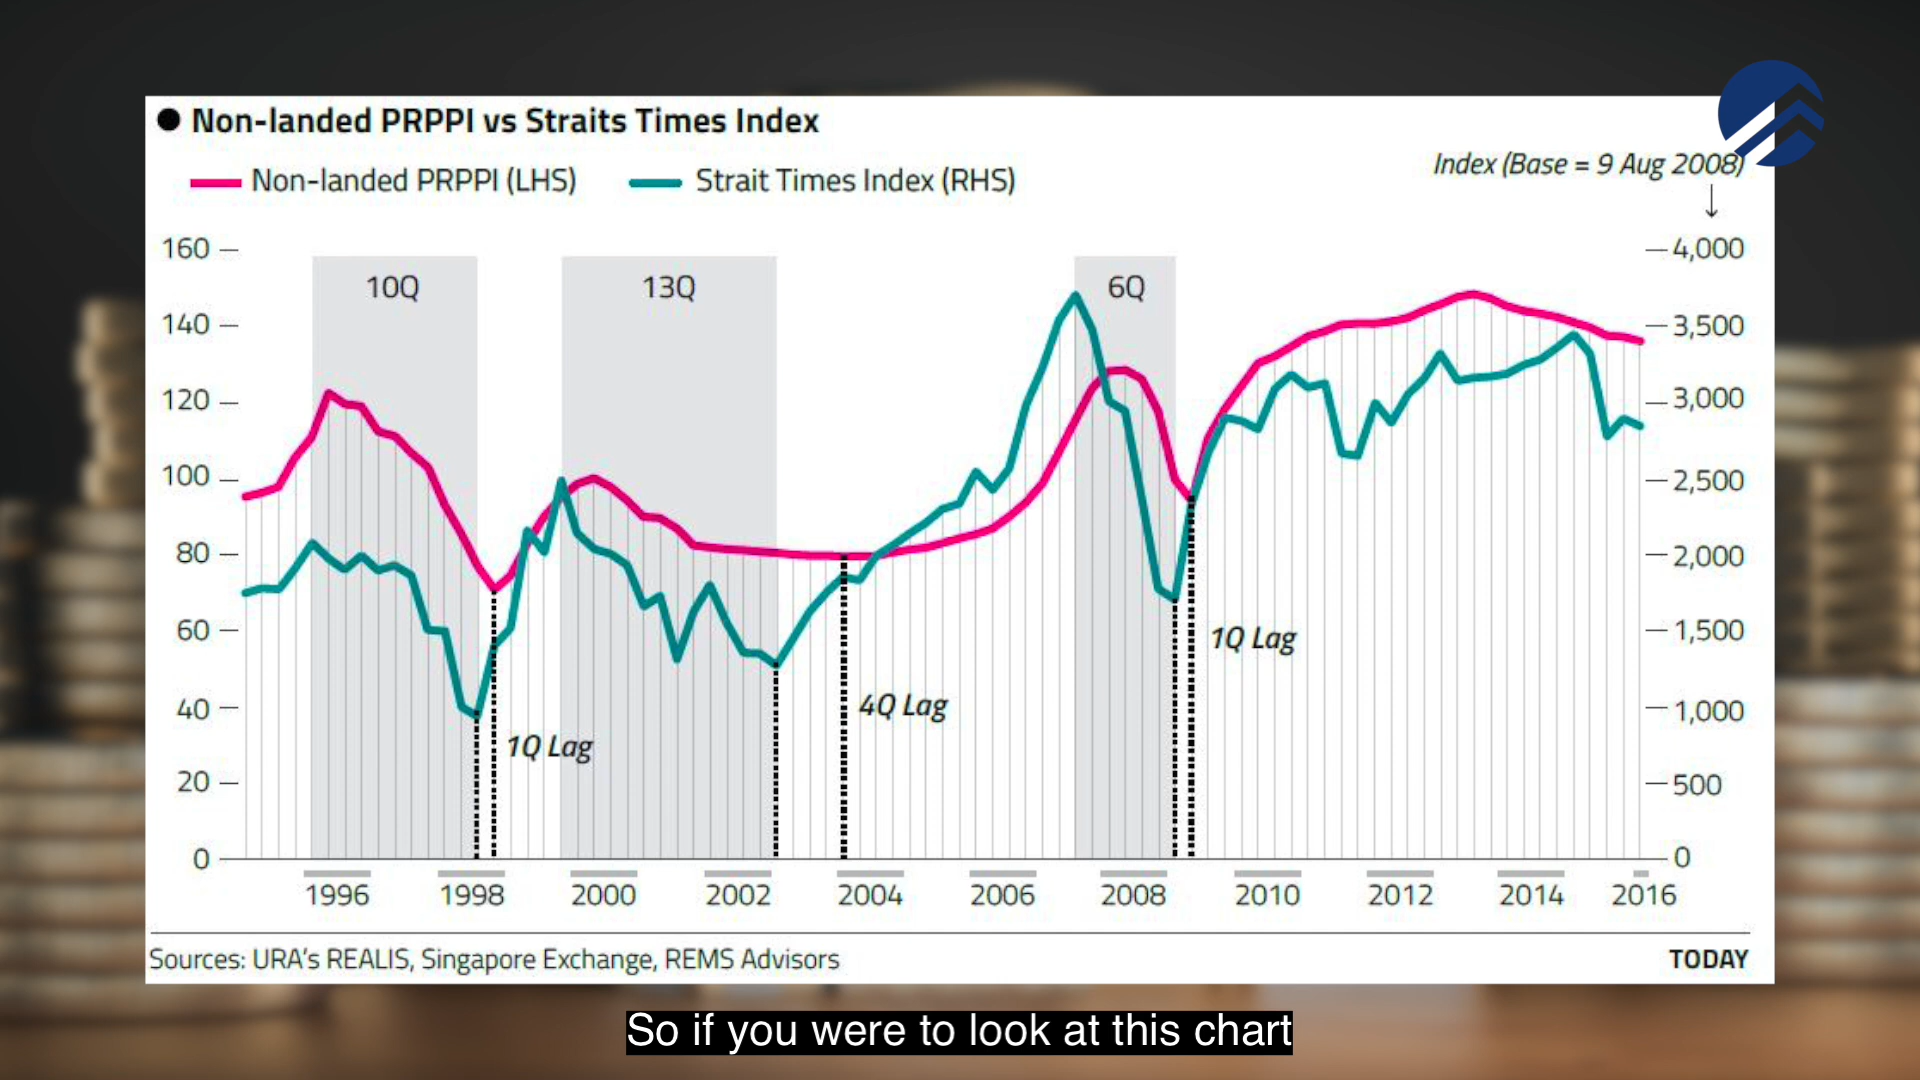 Non-landed PRPPI vs Straits Times Index
Non-landed PRPPI (LHS)
Strait Times Index (RHS)
Index (Base = 9 Aug 2008)
160
140
120
100
80
60
40
20
0
10Q
13Q
6Q
1Q Lag
4Q Lag
1Q Lag
4,000
3,500
3,000
2,500
2,000
1,500
1,000
500
0
1996 1998 2000 2002 2004 2006 2008 2010 2012 2014 2016
Sources: URA's REALIS, Singapore Exchange, REMS Advisors
TODAY
So if you were to look at this chart